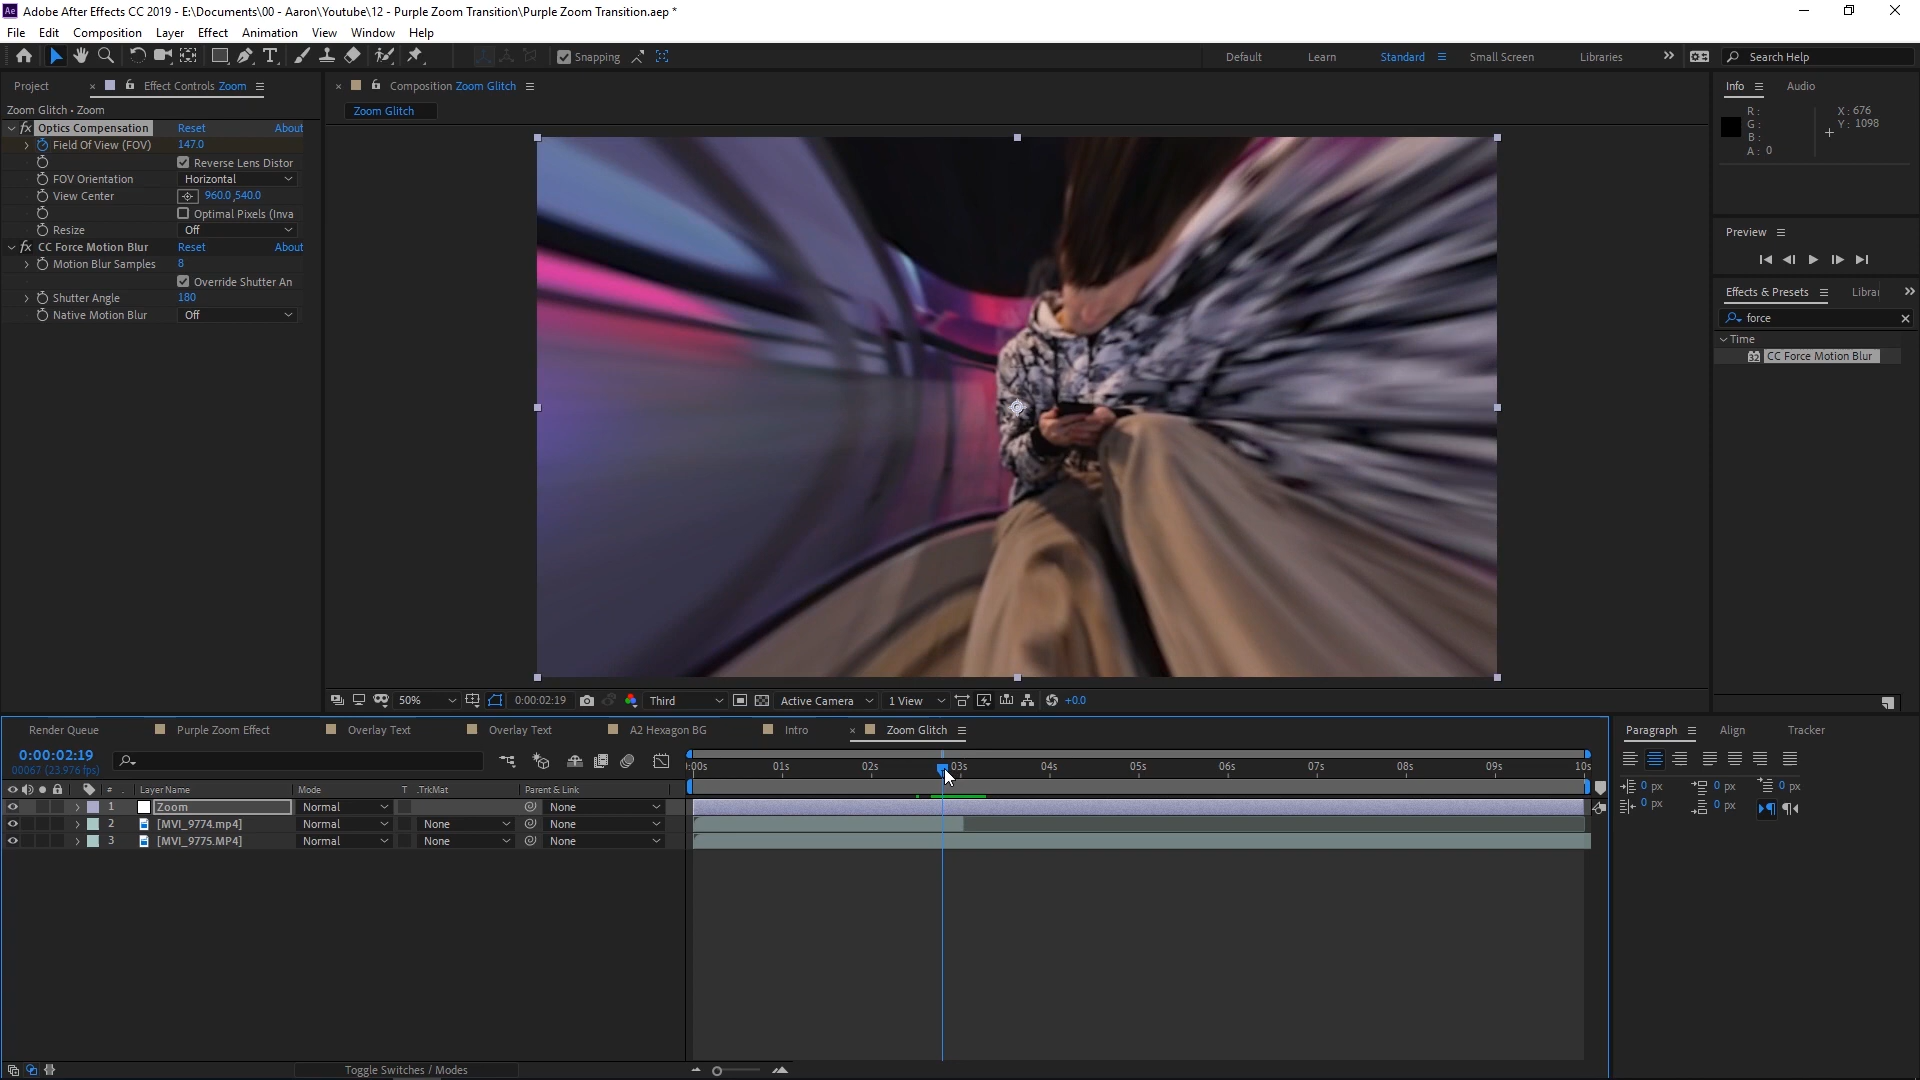 Ae Adobe After Effects CC 2019 - E:\Documents\00 - Aaron\Youtube\12 - Purple Zoom Transition\Purple Zoom Transition.aep *
File Edit Composition Layer Effect Animation View Window Help
Snapping Default Learn Standard Small Screen Libraries Search Help
Project Effect Controls Zoom
Zoom Glitch • Zoom
fx Optics Compensation Reset About
Field Of View (FOV) 147.0
Reverse Lens Distor
FOV Orientation Horizontal
View Center 960.0,540.0
Optimal Pixels (Inva
Resize Off
fx CC Force Motion Blur Reset About
Motion Blur Samples 8
Override Shutter An
Shutter Angle 180
Native Motion Blur Off
Composition Zoom Glitch
Zoom Glitch
50% 0:00:02:19 Third Active Camera 1 View +0.0
Info Audio
R: X: 676
G: Y: 1098
B:
A: 0
Preview
Effects & Presets Librar
force
Time
32 CC Force Motion Blur
Render Queue Purple Zoom Effect Overlay Text Overlay Text A2 Hexagon BG Intro Zoom Glitch
0:00:02:19
00067 (23.976 fps)
:00s 01s 02s 03s 04s 05s 06s 07s 08s 09s 10s
# Layer Name Mode T .TrkMat Parent & Link
1 Zoom Normal None
2 [MVI_9774.mp4] Normal None None
3 [MVI_9775.MP4] Normal None None
Toggle Switches / Modes
Paragraph Align Tracker
0 px 0 px 0 px
0 px 0 px